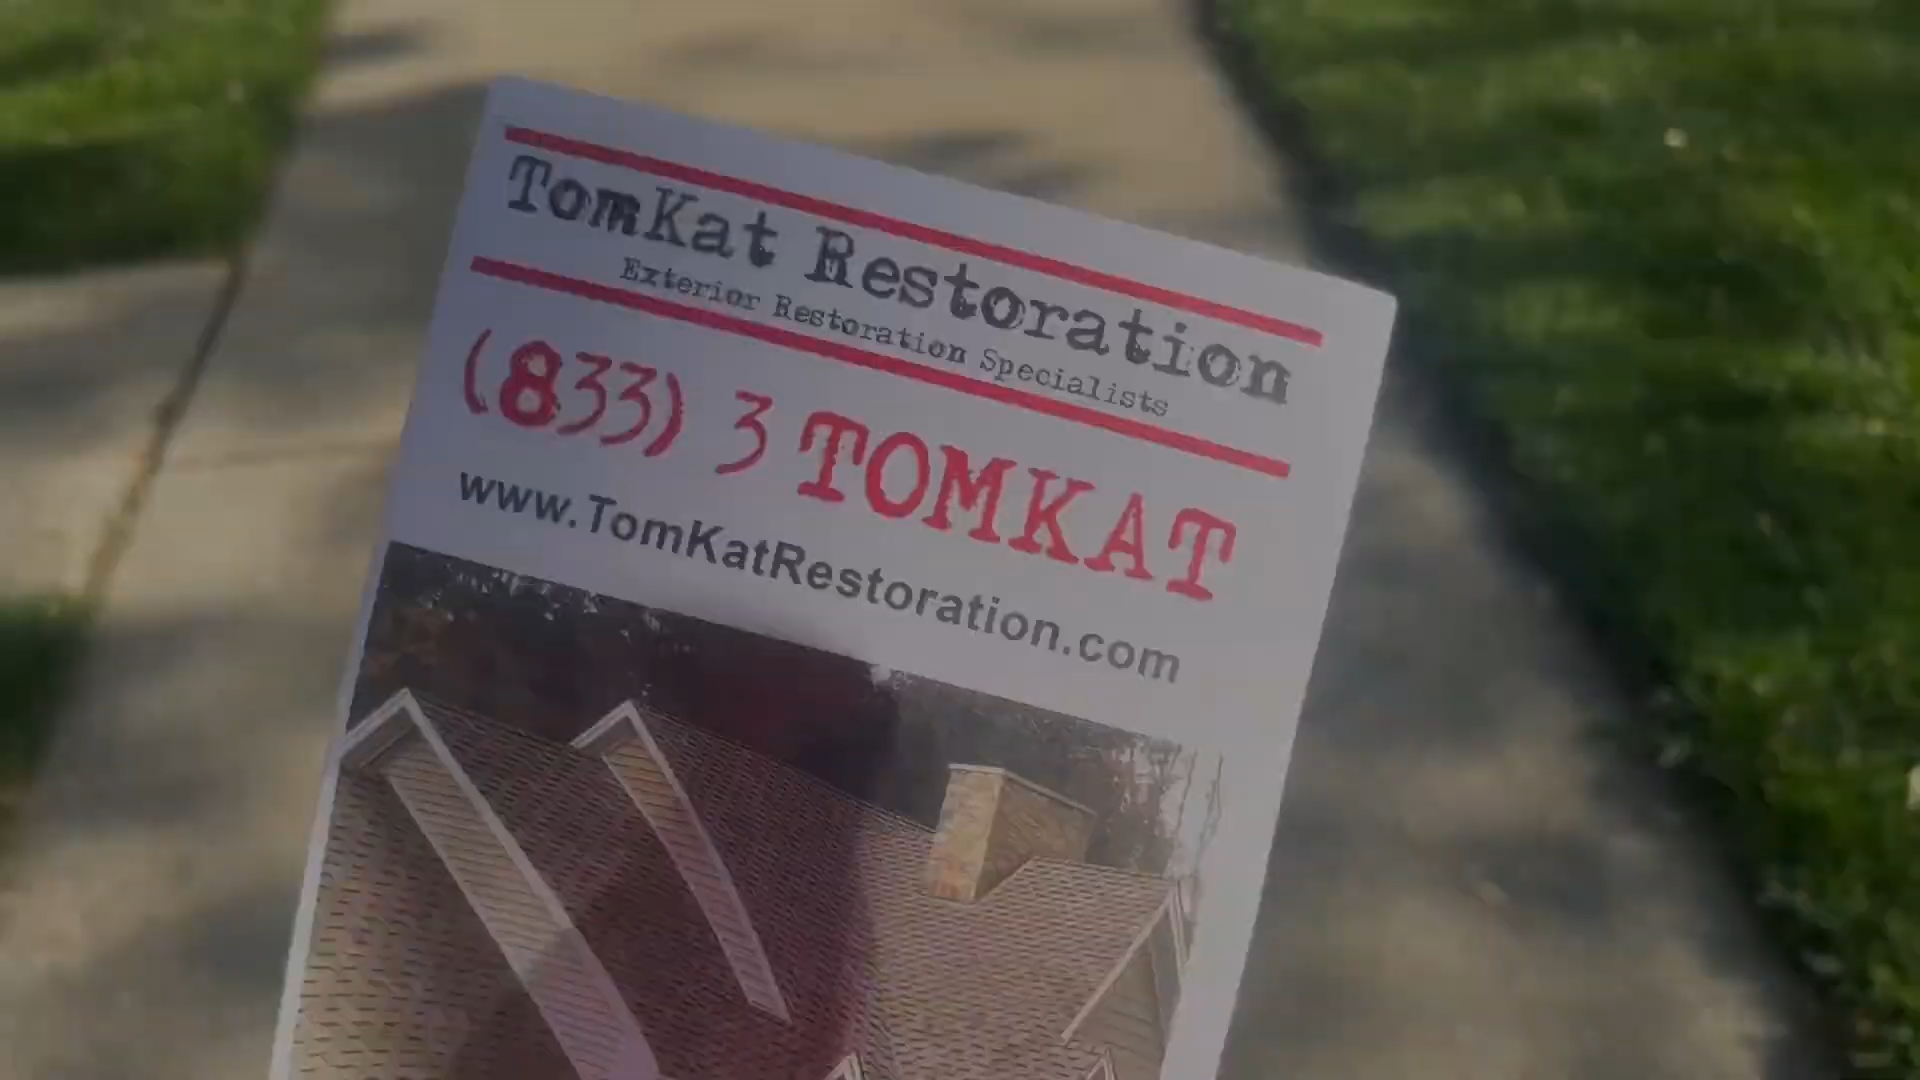 TomKat Restoration
Exterior Restoration Specialists
(833) 3 TOMKAT
www.TomKatRestoration.com